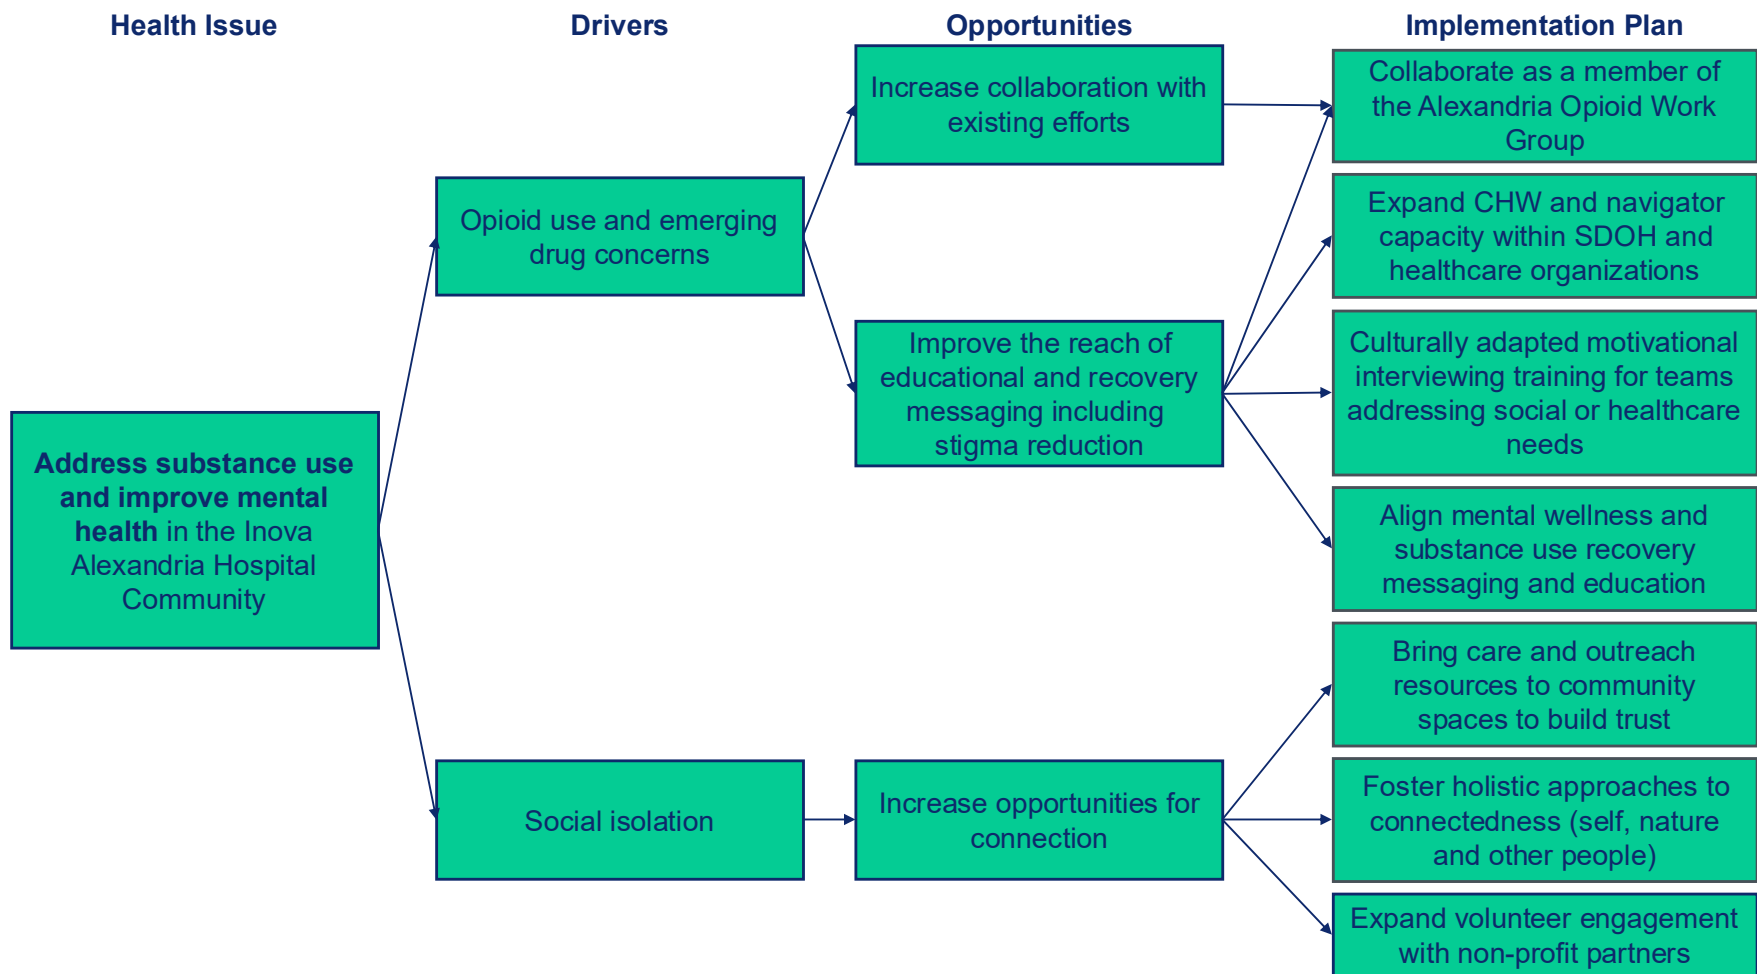 Health Issue
Drivers
Opportunities
Implementation Plan
Address substance use
and improve mental
health in the Inova
Alexandria Hospital
Community
Opioid use and emerging
drug concerns
Social isolation
Increase collaboration with
existing efforts
Improve the reach of
educational and recovery
messaging including
stigma reduction
Increase opportunities for
connection
Collaborate as a member of
the Alexandria Opioid Work
Group
Expand CHW and navigator
capacity within SDOH and
healthcare organizations
Culturally adapted motivational
interviewing training for teams
addressing social or healthcare
needs
Align mental wellness and
substance use recovery
messaging and education
Bring care and outreach
resources to community
spaces to build trust
Foster holistic approaches to
connectedness (self, nature
and other people)
Expand volunteer engagement
with non-profit partners